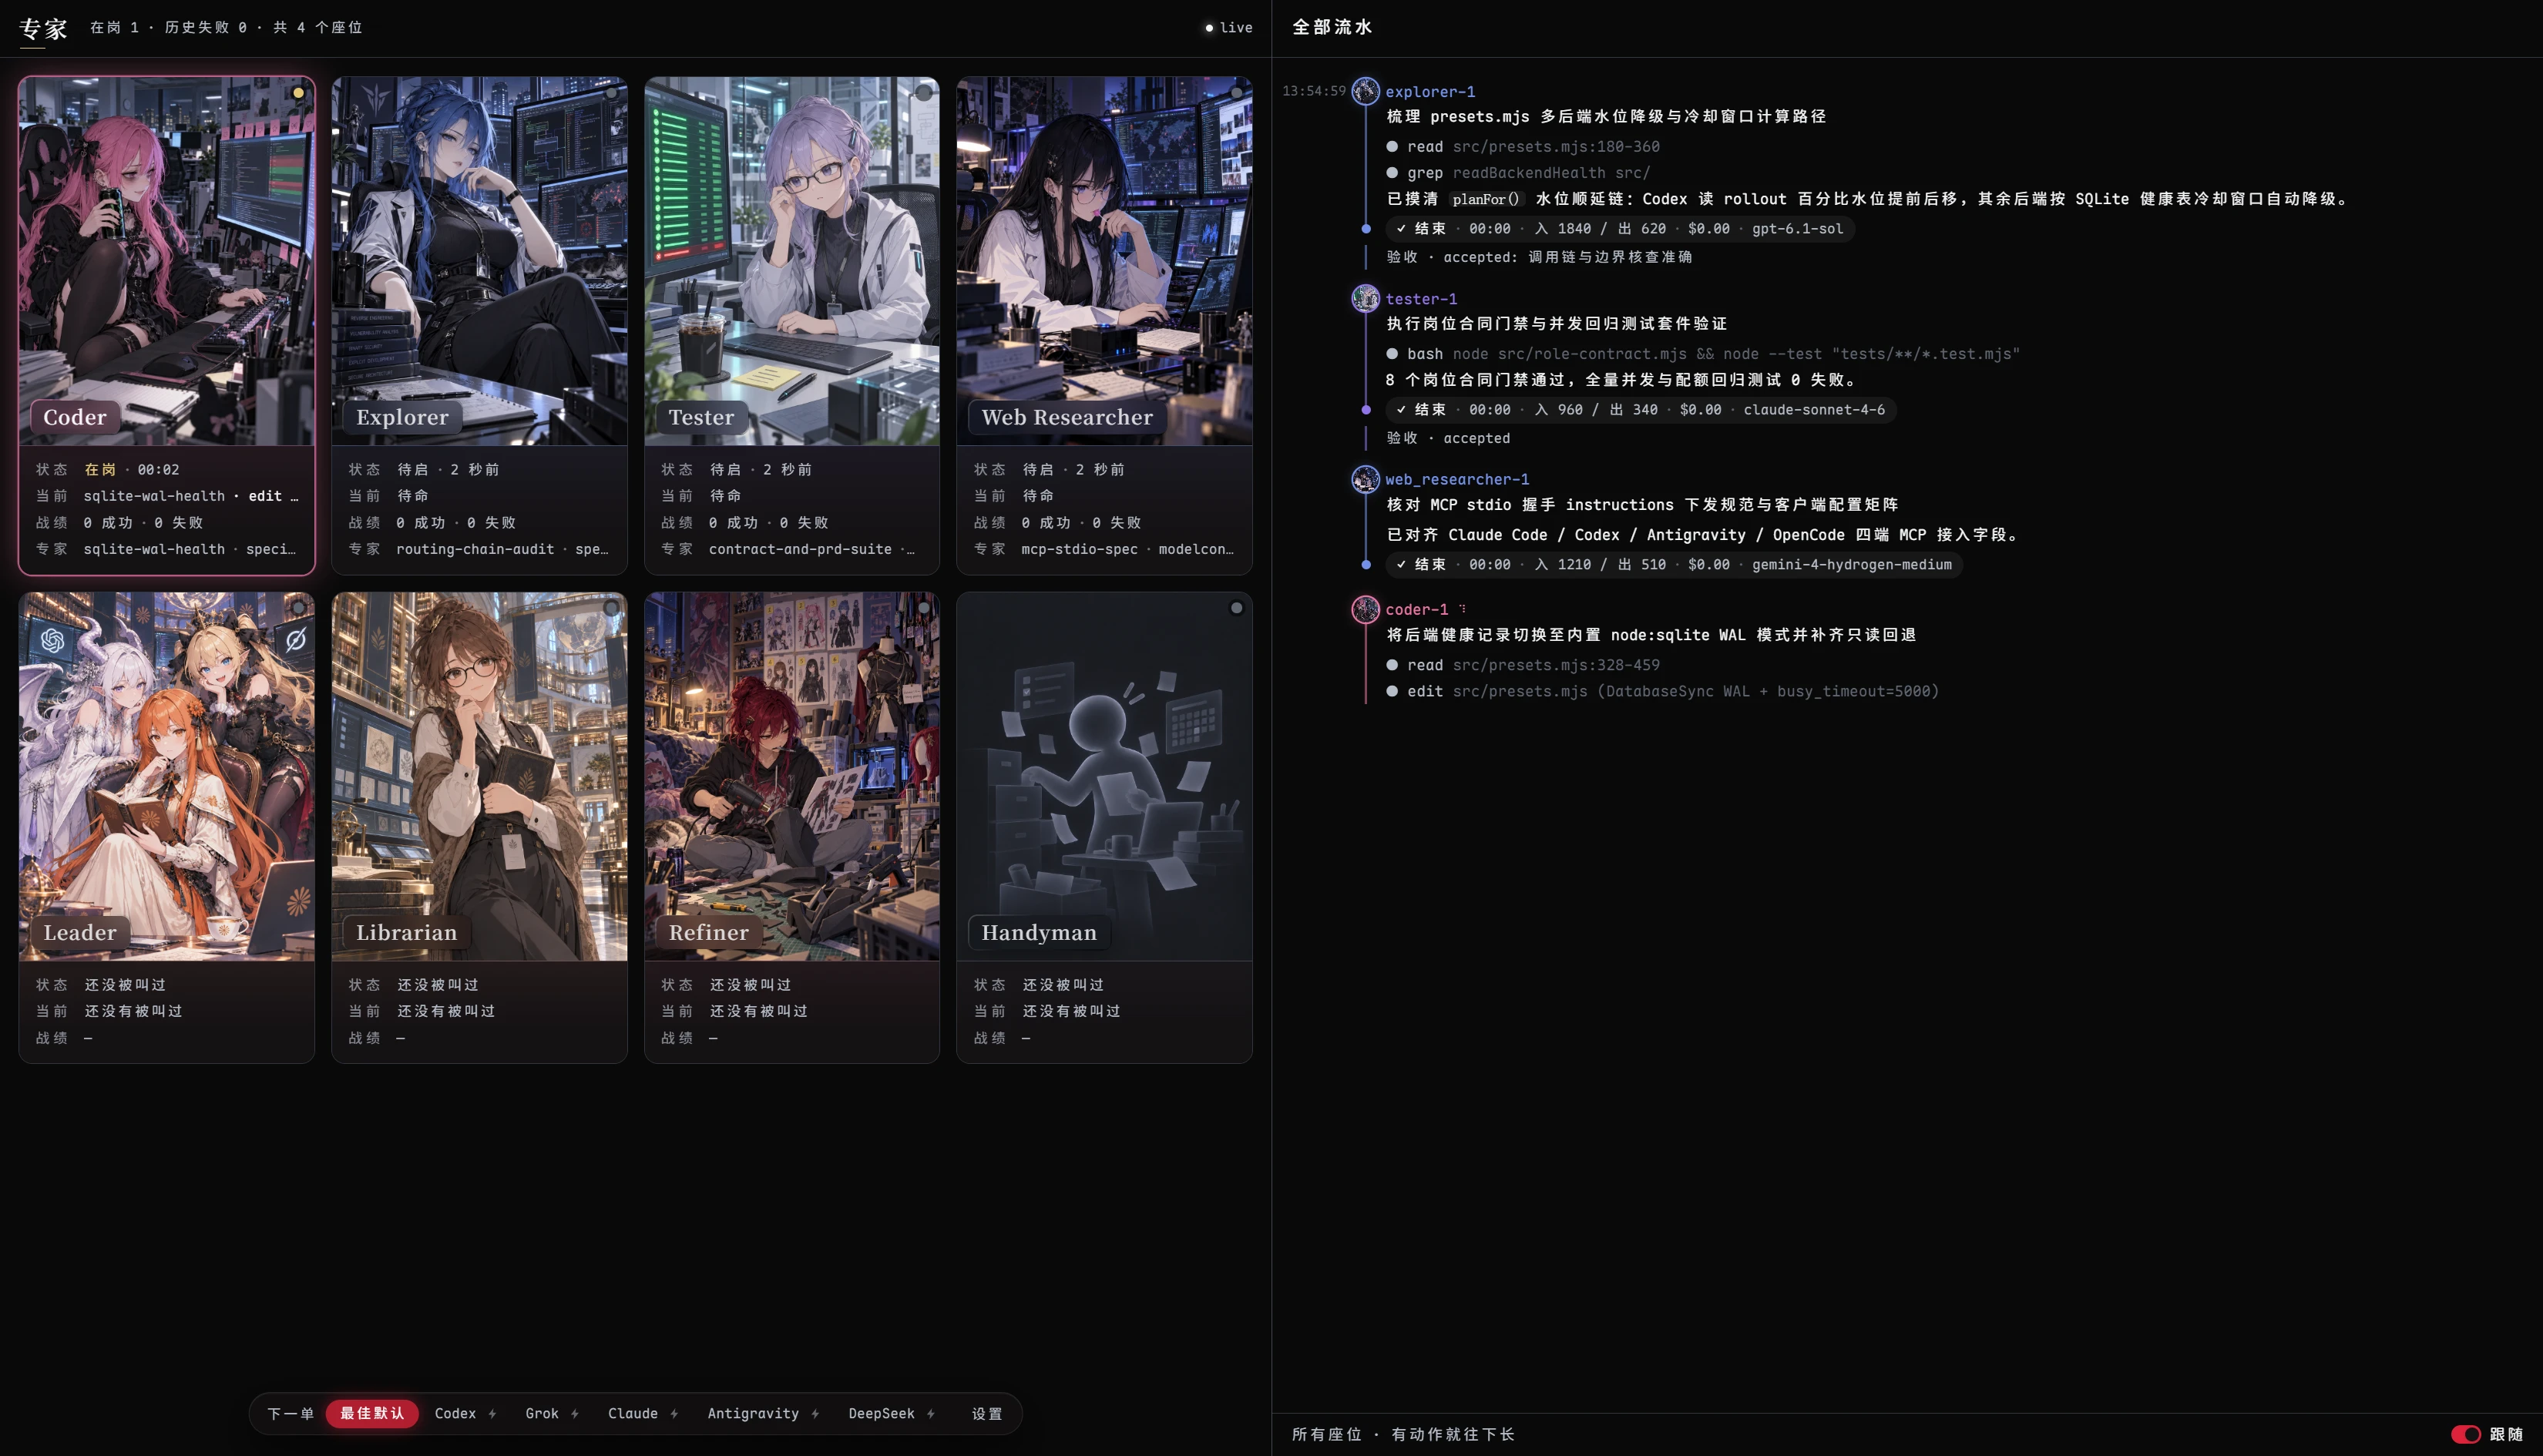 专家 在岗 1 · 历史失败 0 · 共 4 个座位
live
Coder
状态 在岗 · 00:02
当前 sqlite-wal-health · edit …
战绩 0 成功 · 0 失败
专家 sqlite-wal-health · speci…
Explorer
状态 待启 · 2 秒前
当前 待命
战绩 0 成功 · 0 失败
专家 routing-chain-audit · spe…
Tester
状态 待启 · 2 秒前
当前 待命
战绩 0 成功 · 0 失败
专家 contract-and-prd-suite ·…
Web Researcher
状态 待启 · 2 秒前
当前 待命
战绩 0 成功 · 0 失败
专家 mcp-stdio-spec · modelcon…
Leader
状态 还没被叫过
当前 还没有被叫过
战绩 —
Librarian
状态 还没被叫过
当前 还没有被叫过
战绩 —
Refiner
状态 还没被叫过
当前 还没有被叫过
战绩 —
Handyman
状态 还没被叫过
当前 还没有被叫过
战绩 —
下一单 最佳默认 Codex Grok Claude Antigravity DeepSeek 设置
全部流水
13:54:59 explorer-1
梳理 presets.mjs 多后端水位降级与冷却窗口计算路径
read src/presets.mjs:180-360
grep readBackendHealth src/
已摸清 planFor() 水位顺延链: Codex 读 rollout 百分比水位提前后移, 其余后端按 SQLite 健康表冷却窗口自动降级。
✓ 结束 · 00:00 · 入 1840 / 出 620 · $0.00 · gpt-6.1-sol
验收 · accepted: 调用链与边界核查准确
tester-1
执行岗位合同门禁与并发回归测试套件验证
bash node src/role-contract.mjs && node --test "tests/**/*.test.mjs"
8 个岗位合同门禁通过, 全量并发与配额回归测试 0 失败。
✓ 结束 · 00:00 · 入 960 / 出 340 · $0.00 · claude-sonnet-4-6
验收 · accepted
web_researcher-1
核对 MCP stdio 握手 instructions 下发规范与客户端配置矩阵
已对齐 Claude Code / Codex / Antigravity / OpenCode 四端 MCP 接入字段。
✓ 结束 · 00:00 · 入 1210 / 出 510 · $0.00 · gemini-4-hydrogen-medium
coder-1
将后端健康记录切换至内置 node:sqlite WAL 模式并补齐只读回退
read src/presets.mjs:328-459
edit src/presets.mjs (DatabaseSync WAL + busy_timeout=5000)
所有座位 · 有动作就往下长
跟随